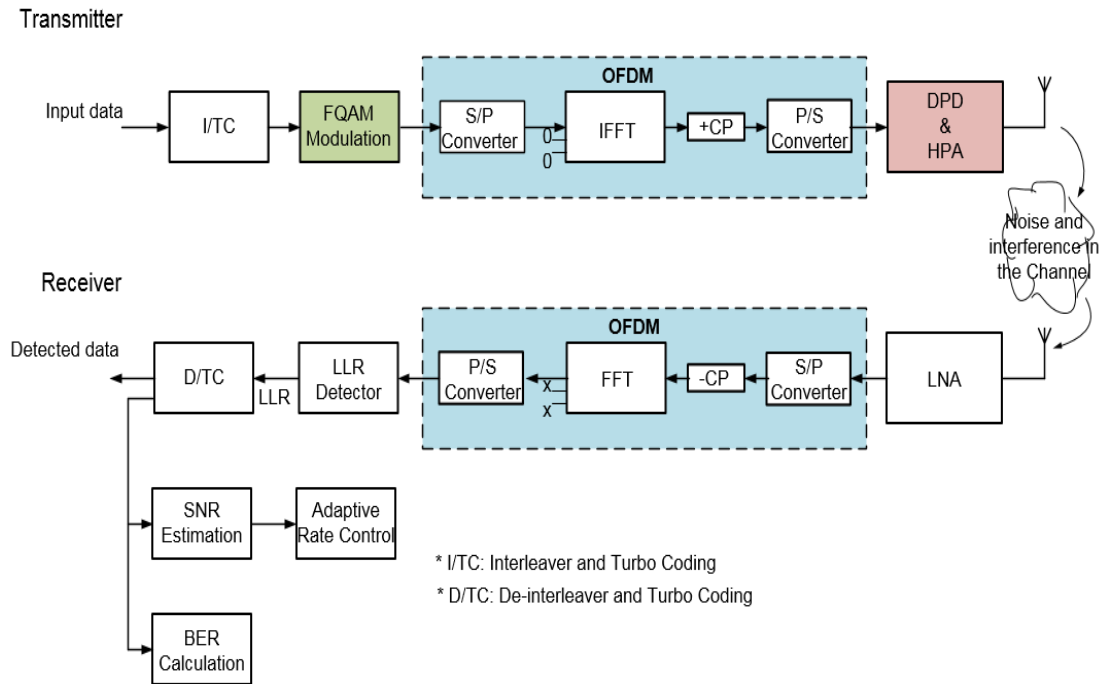 Transmitter
Input data
I/TC
FQAM
Modulation
OFDM
S/P
Converter
0
0
IFFT
+CP
P/S
Converter
DPD
&
HPA
Noise and
interference in
the Channel
Receiver
Detected data
D/TC
LLR
LLR
Detector
OFDM
P/S
Converter
x
x
FFT
-CP
S/P
Converter
LNA
SNR
Estimation
Adaptive
Rate Control
* I/TC: Interleaver and Turbo Coding
* D/TC: De-interleaver and Turbo Coding
BER
Calculation